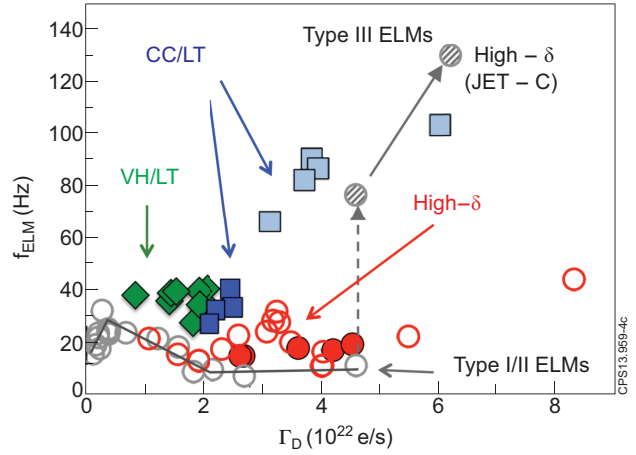 140
120
100
80
60
40
20
0
f_ELM (Hz)
0
2
4
6
8
Γ_D (10^22 e/s)
Type III ELMs
High – δ
(JET – C)
CC/LT
VH/LT
High–δ
Type I/II ELMs
CPS13.959-4c